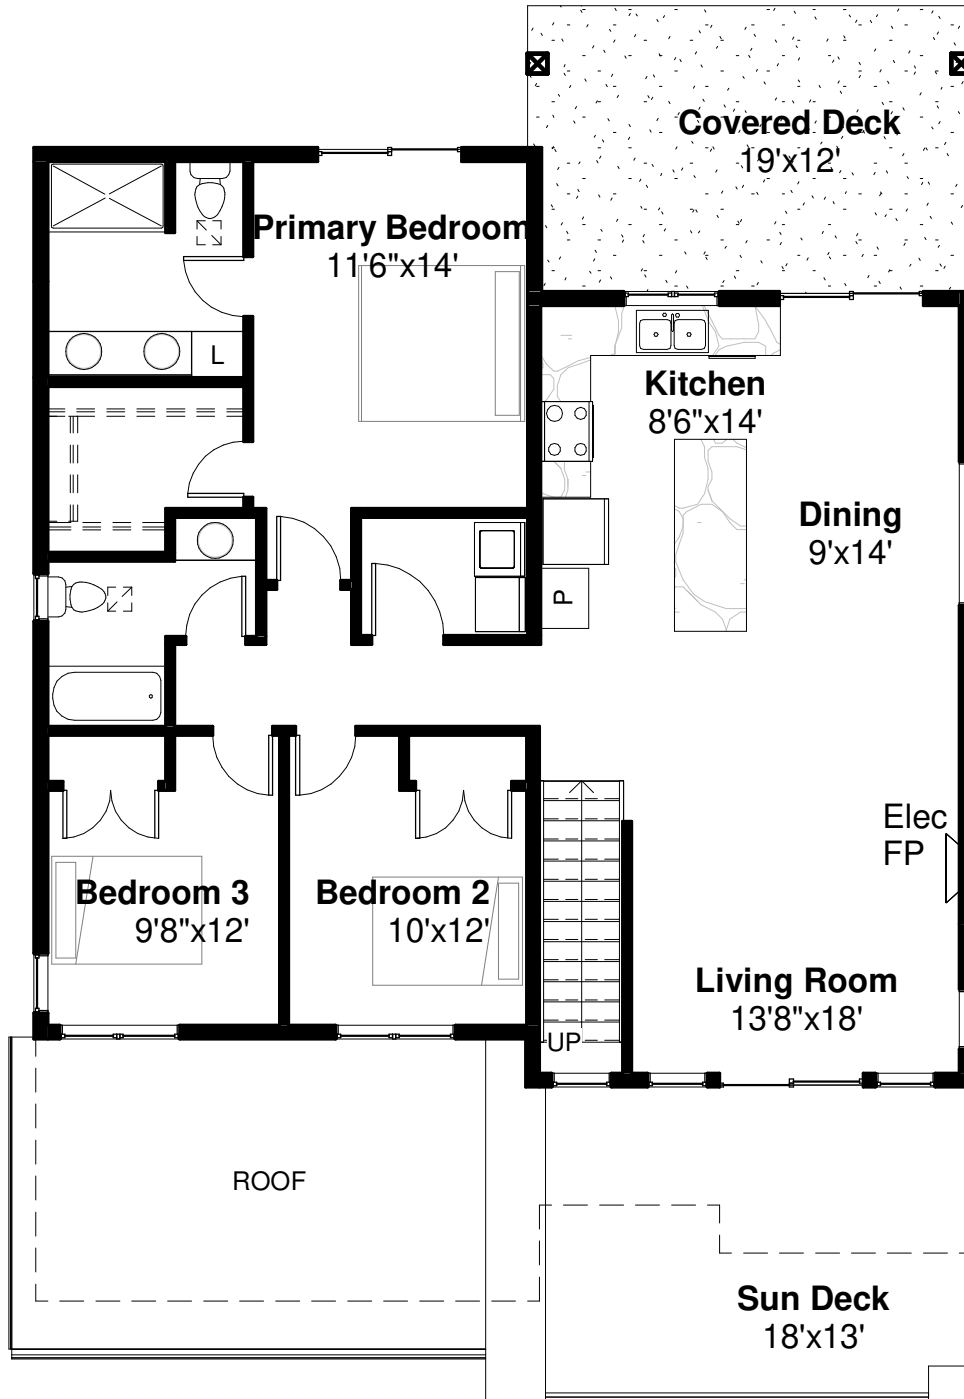 Covered Deck
19'x12'
Primary Bedroom
11'6"x14'
L
Kitchen
8'6"x14'
Dining
9'x14'
P
Elec
FP
Bedroom 3
9'8"x12'
Bedroom 2
10'x12'
Living Room
13'8"x18'
UP
ROOF
Sun Deck
18'x13'